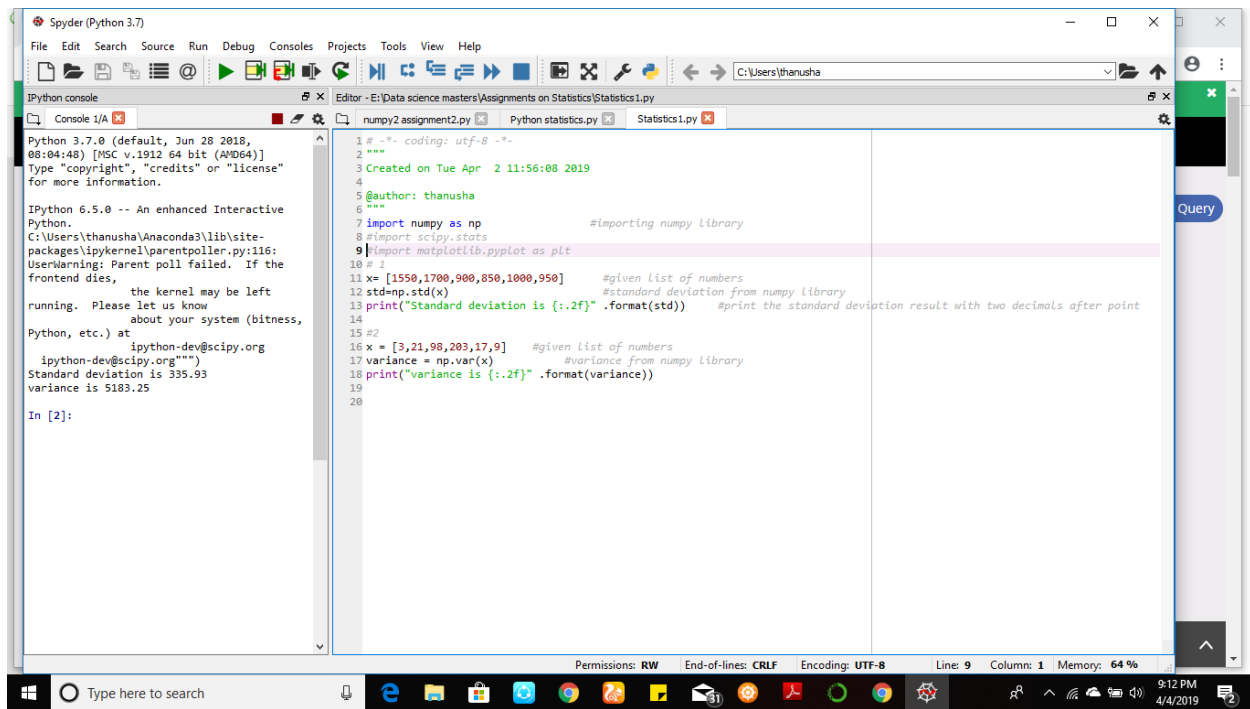 Spyder (Python 3.7)
File Edit Search Source Run Debug Consoles Projects Tools View Help
C:\Users\thanusha
IPython console
Console 1/A
Python 3.7.0 (default, Jun 28 2018,
08:04:48) [MSC v.1912 64 bit (AMD64)]
Type "copyright", "credits" or "license"
for more information.
IPython 6.5.0 -- An enhanced Interactive
Python.
C:\Users\thanusha\Anaconda3\lib\site-
packages\ipykernel\parentpoller.py:116:
UserWarning: Parent poll failed.  If the
frontend dies,
the kernel may be left
running.  Please let us know
about your system (bitness,
Python, etc.) at
ipython-dev@scipy.org
ipython-dev@scipy.org""")
Standard deviation is 335.93
variance is 5183.25
In [2]:
Editor - E:\Data science masters\Assignments on Statistics\Statistics1.py
numpy2 assignment2.py Python statistics.py Statistics1.py
1 # -*- coding: utf-8 -*-
2 """
3 Created on Tue Apr  2 11:56:08 2019
4
5 @author: thanusha
6 """
7 import numpy as np #importing numpy library
8 #import scipy.stats
9 #import matplotlib.pyplot as plt
10 # 1
11 x= [1550,1700,900,850,1000,950] #given list of numbers
12 std=np.std(x) #standard deviation from numpy library
13 print("Standard deviation is {:.2f}" .format(std)) #print the standard deviation result with two decimals after point
14
15 #2
16 x = [3,21,98,203,17,9] #given list of numbers
17 variance = np.var(x) #variance from numpy library
18 print("variance is {:.2f}" .format(variance))
19
20
Query
Permissions: RW End-of-lines: CRLF Encoding: UTF-8 Line: 9 Column: 1 Memory: 64 %
Type here to search
31
9:12 PM
4/4/2019
2